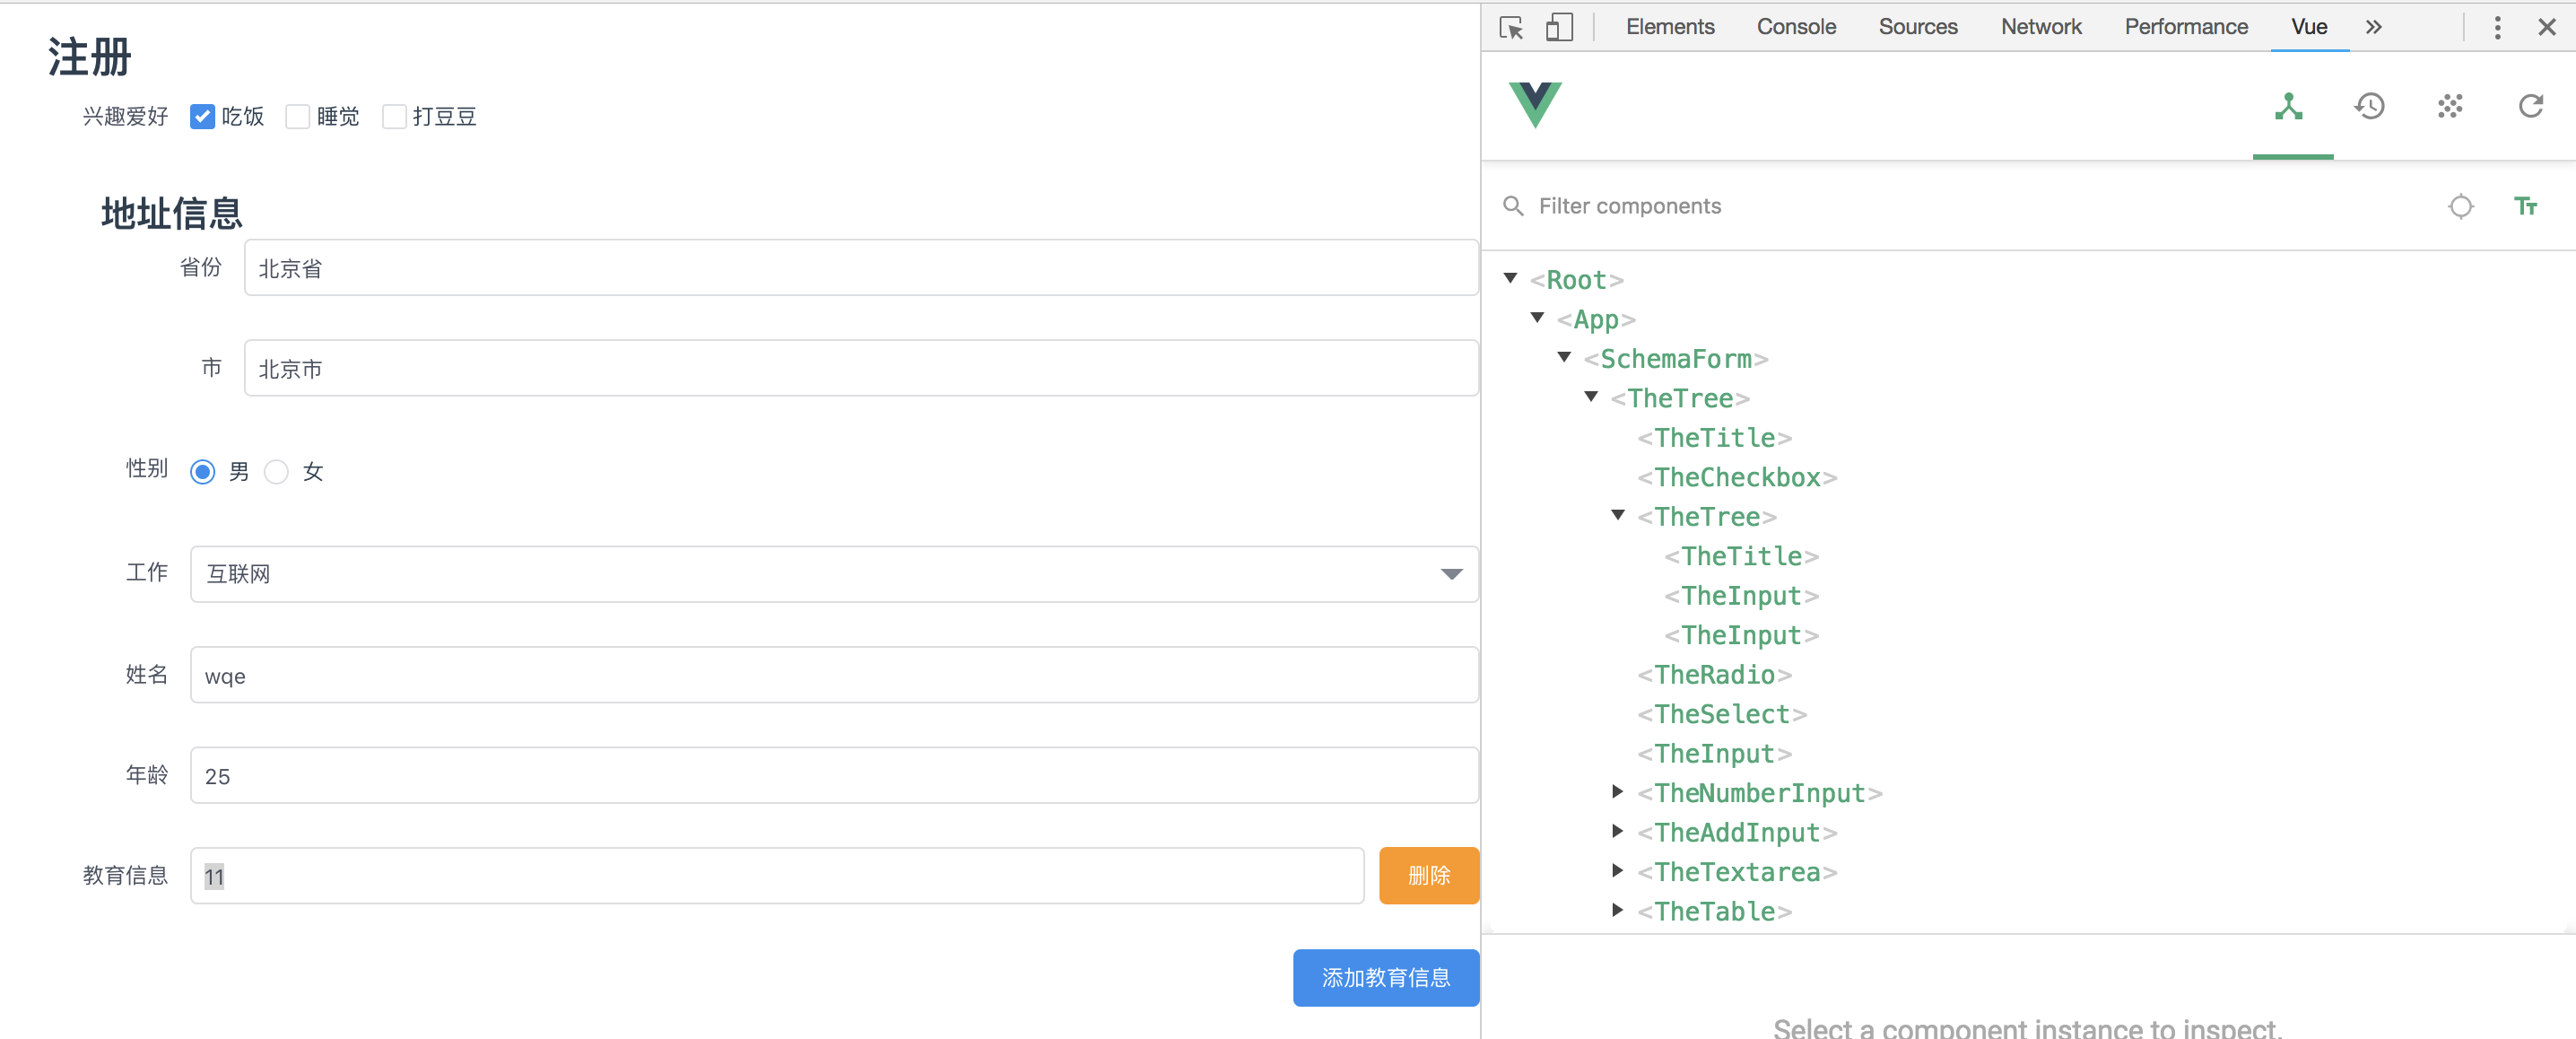 注册
兴趣爱好 吃饭 睡觉 打豆豆
地址信息
省份 北京省
市 北京市
性别 男 女
工作 互联网
姓名 wqe
年龄 25
教育信息 11 删除
添加教育信息
Elements Console Sources Network Performance Vue »
Filter components
<Root>
<App>
<SchemaForm>
<TheTree>
<TheTitle>
<TheCheckbox>
<TheTree>
<TheTitle>
<TheInput>
<TheInput>
<TheRadio>
<TheSelect>
<TheInput>
<TheNumberInput>
<TheAddInput>
<TheTextarea>
<TheTable>
Select a component instance to inspect.